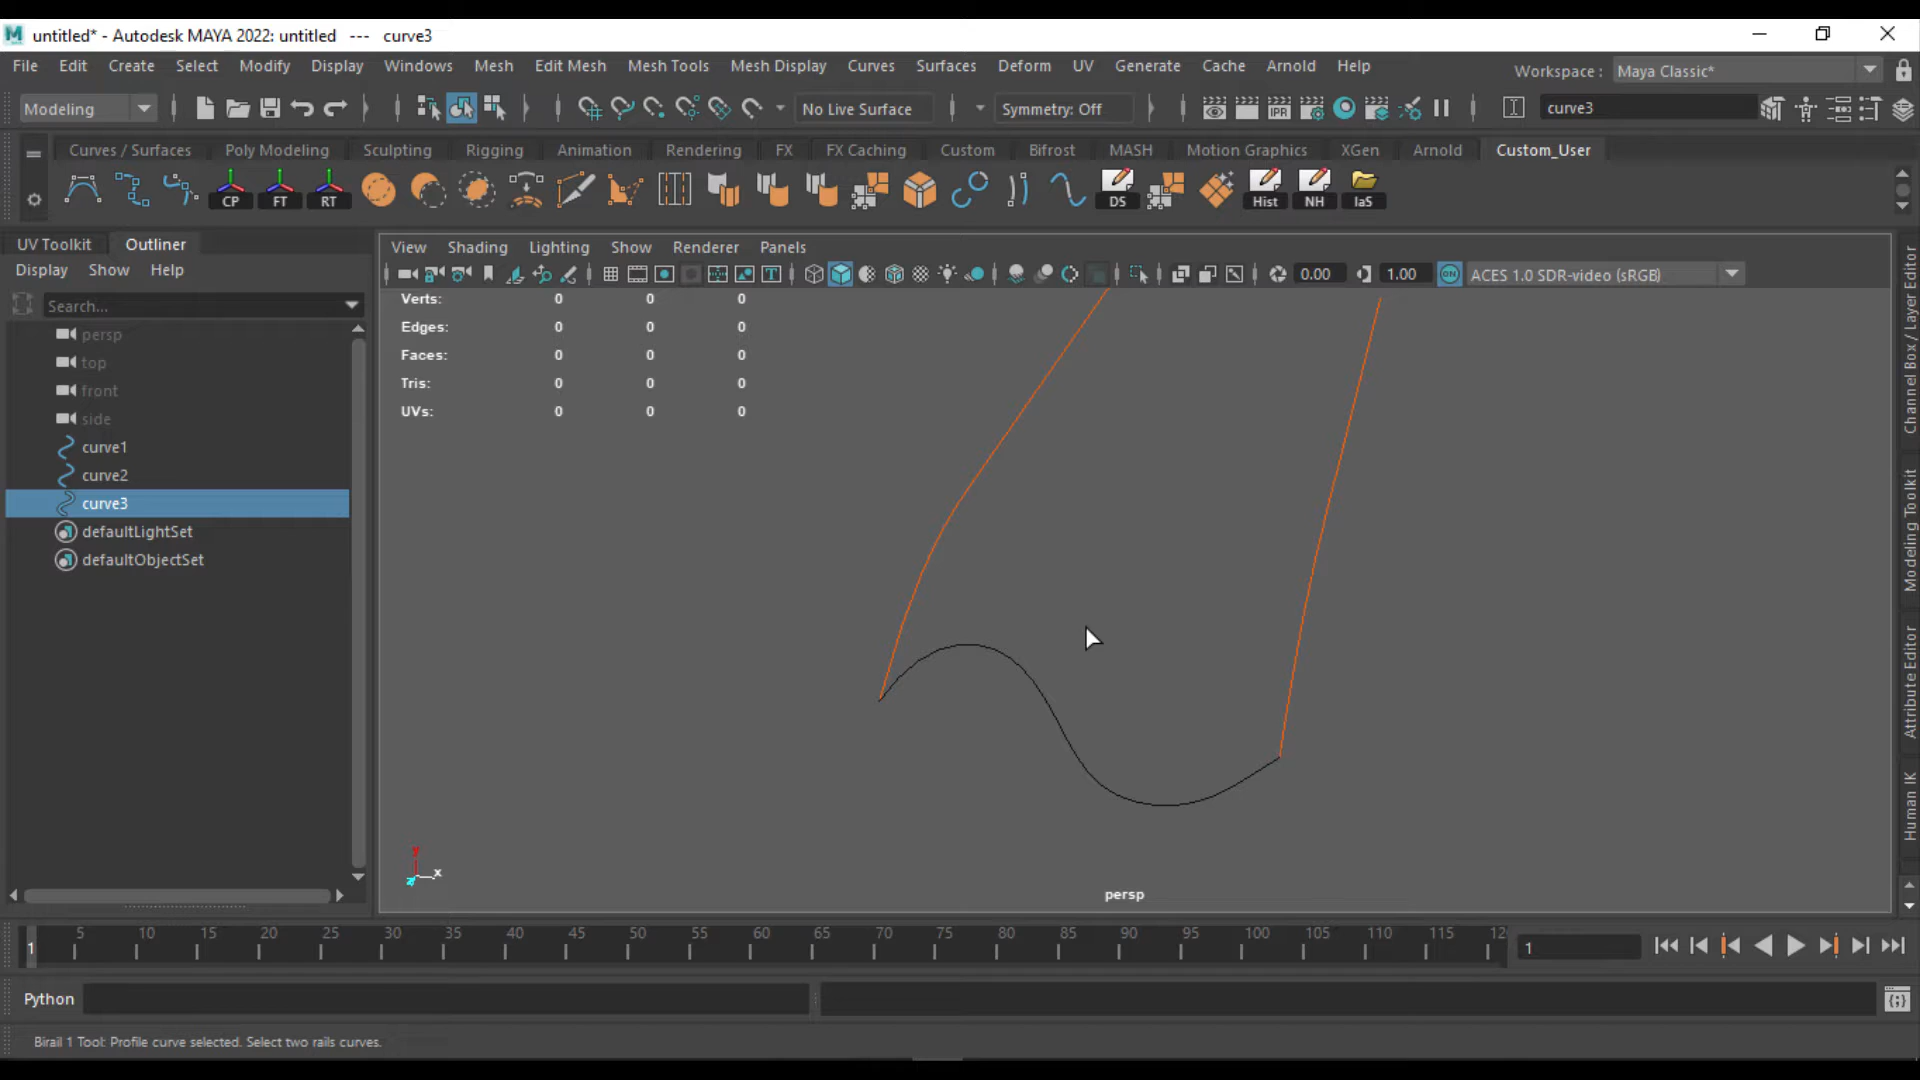 untitled* - Autodesk MAYA 2022: untitled   ---   curve3
File Edit Create Select Modify Display Windows Mesh Edit Mesh Mesh Tools Mesh Display Curves Surfaces Deform UV Generate Cache Arnold Help Workspace : Maya Classic*
Modeling No Live Surface Symmetry: Off IPR curve3
Curves / Surfaces Poly Modeling Sculpting Rigging Animation Rendering FX FX Caching Custom Bifrost MASH Motion Graphics XGen Arnold Custom_User
CP FT RT DS Hist NH IaS
UV Toolkit Outliner
Display Show Help
Search...
persp
top
front
side
curve1
curve2
curve3
defaultLightSet
defaultObjectSet
View Shading Lighting Show Renderer Panels
0.00 1.00 ON ACES 1.0 SDR-video (sRGB)
Verts: 0 0 0
Edges: 0 0 0
Faces: 0 0 0
Tris: 0 0 0
UVs: 0 0 0
y
x
z
persp
Channel Box / Layer Editor
Modeling Toolkit
Attribute Editor
Human IK
1 5 10 15 20 25 30 35 40 45 50 55 60 65 70 75 80 85 90 95 100 105 110 115 12 1
Python
Birail 1 Tool: Profile curve selected. Select two rails curves.